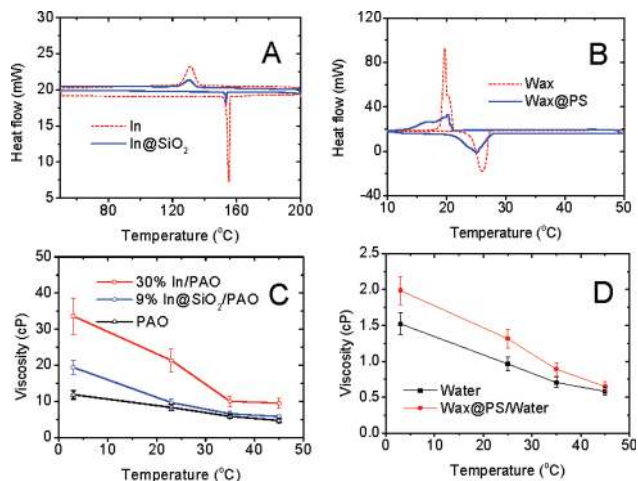 A
Heat flow (mW)
30
25
20
15
10
5
In
In@SiO₂
100
150
200
Temperature (°C)
B
Heat flow (mW)
120
80
40
0
-40
Wax
Wax@PS
10
20
30
40
50
Temperature (°C)
C
Viscosity (cP)
50
40
30
20
10
0
30% In/PAO
9% In@SiO₂/PAO
PAO
0
10
20
30
40
50
Temperature (°C)
D
Viscosity (cP)
2.5
2.0
1.5
1.0
0.5
0.0
Water
Wax@PS/Water
0
10
20
30
40
50
Temperature (°C)